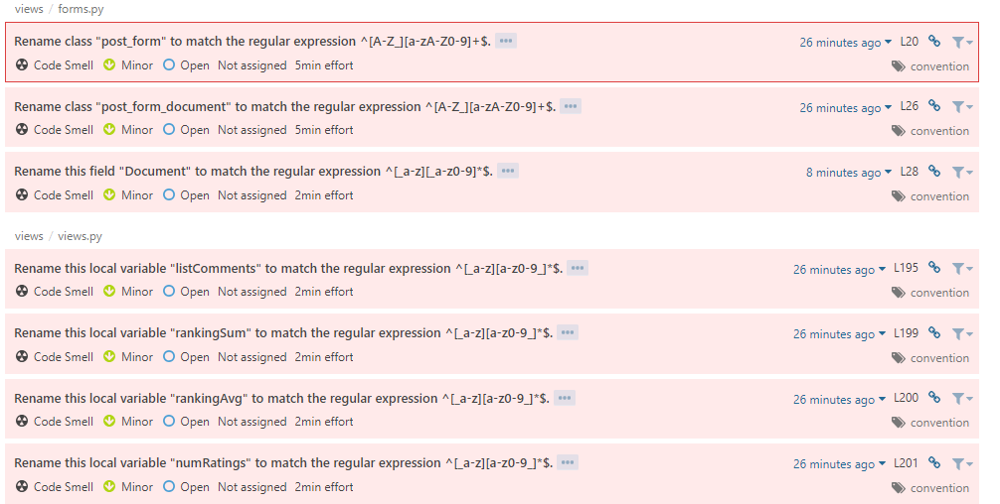 views / forms.py
Rename class "post_form" to match the regular expression ^[A-Z_][a-zA-Z0-9]+$. ••• 26 minutes ago L20
Code Smell Minor Open Not assigned 5min effort convention
Rename class "post_form_document" to match the regular expression ^[A-Z_][a-zA-Z0-9]+$. ••• 26 minutes ago L26
Code Smell Minor Open Not assigned 5min effort convention
Rename this field "Document" to match the regular expression ^[_a-z][_a-z0-9]*$. ••• 8 minutes ago L28
Code Smell Minor Open Not assigned 2min effort convention
views / views.py
Rename this local variable "listComments" to match the regular expression ^[_a-z][a-z0-9_]*$. ••• 26 minutes ago L195
Code Smell Minor Open Not assigned 2min effort convention
Rename this local variable "rankingSum" to match the regular expression ^[_a-z][a-z0-9_]*$. ••• 26 minutes ago L199
Code Smell Minor Open Not assigned 2min effort convention
Rename this local variable "rankingAvg" to match the regular expression ^[_a-z][a-z0-9_]*$. ••• 26 minutes ago L200
Code Smell Minor Open Not assigned 2min effort convention
Rename this local variable "numRatings" to match the regular expression ^[_a-z][a-z0-9_]*$. ••• 26 minutes ago L201
Code Smell Minor Open Not assigned 2min effort convention